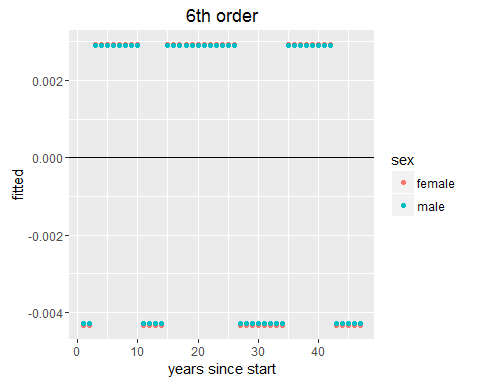 6th order
0.002
0.000
-0.002
-0.004
fitted
0
10
20
30
40
years since start
sex
female
male